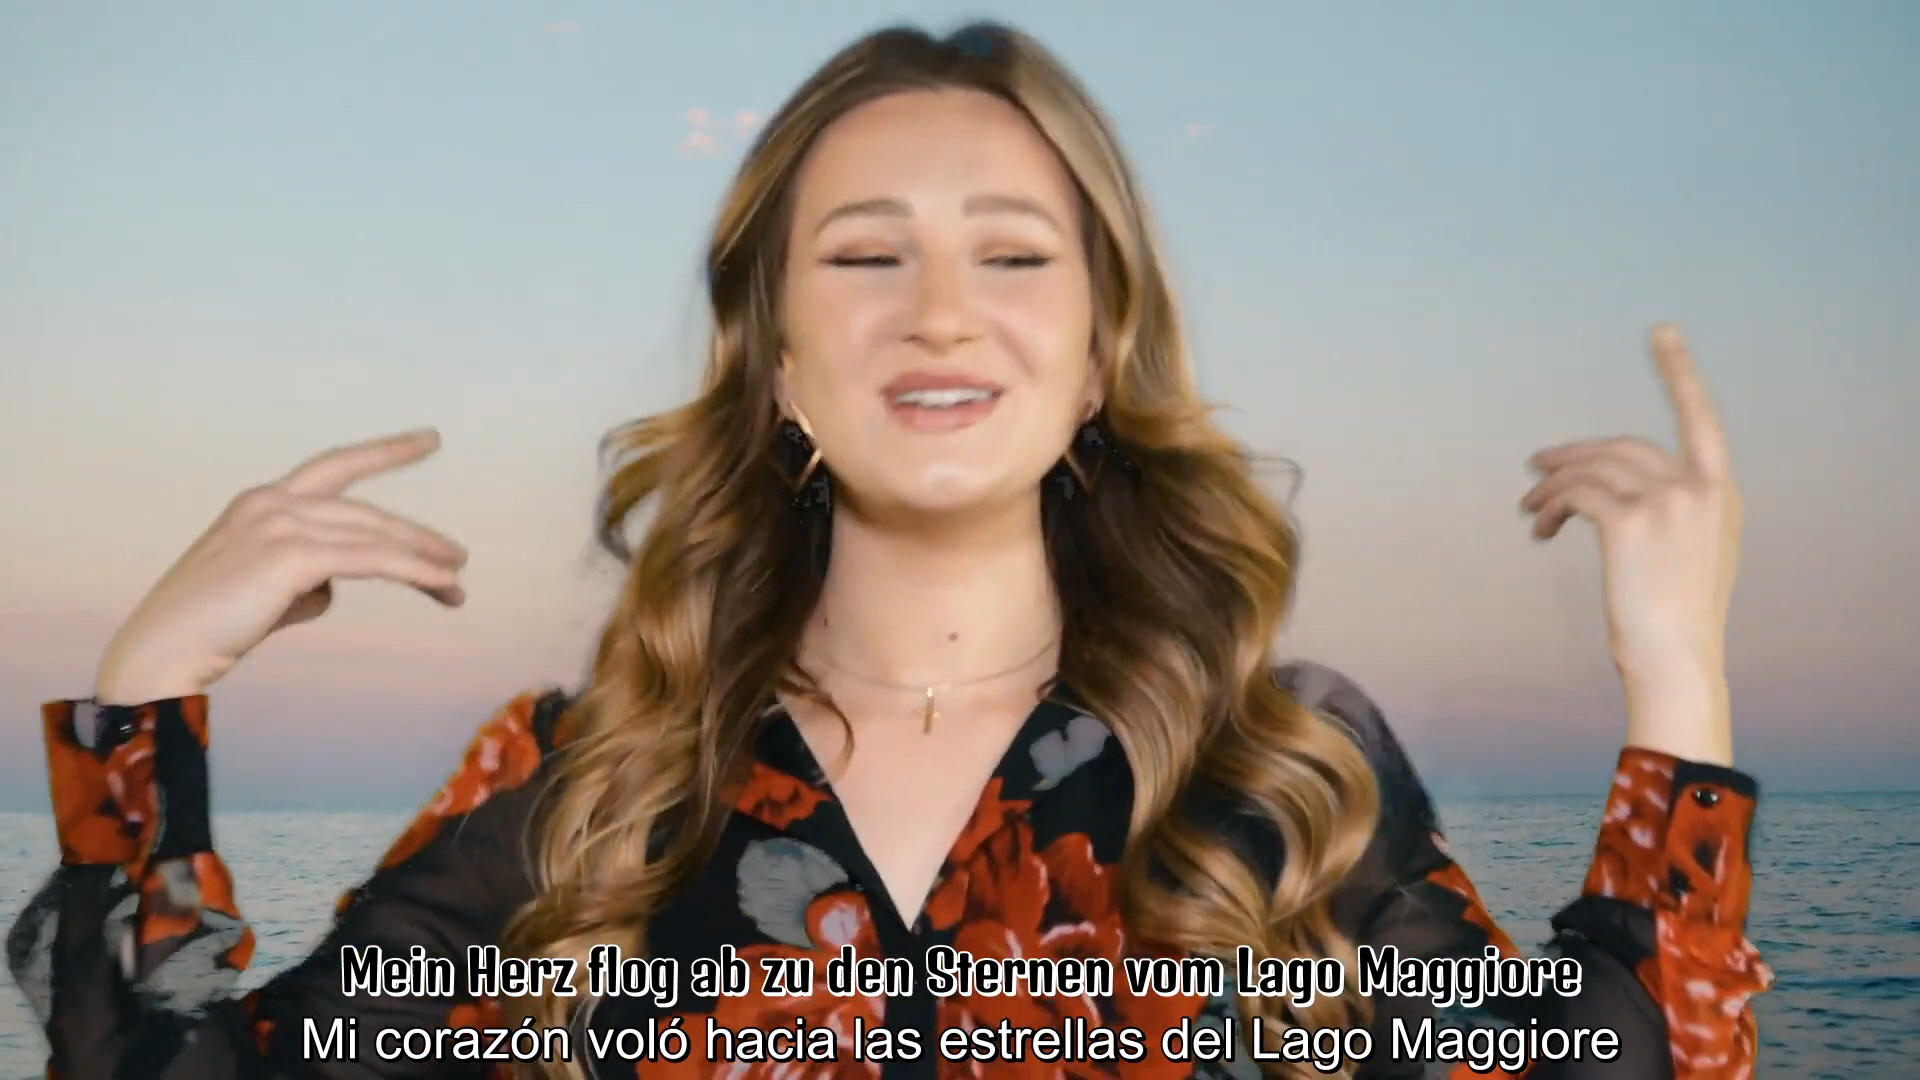 Mein Herz flog ab zu den Sternen vom Lago Maggiore
Mi corazón voló hacia las estrellas del Lago Maggiore